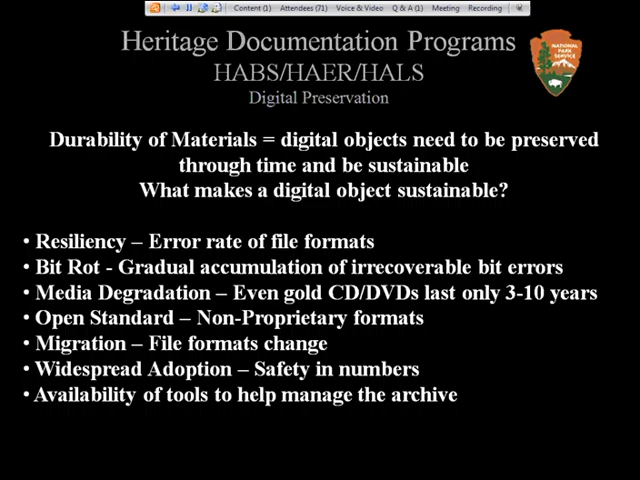 Content (1) Attendees (71) Voice & Video Q & A (1) Meeting Recording
Heritage Documentation Programs
HABS/HAER/HALS
Digital Preservation
NATIONAL
PARK
SERVICE
Durability of Materials = digital objects need to be preserved
through time and be sustainable
What makes a digital object sustainable?
• Resiliency – Error rate of file formats
• Bit Rot - Gradual accumulation of irrecoverable bit errors
• Media Degradation – Even gold CD/DVDs last only 3-10 years
• Open Standard – Non-Proprietary formats
• Migration – File formats change
• Widespread Adoption – Safety in numbers
• Availability of tools to help manage the archive